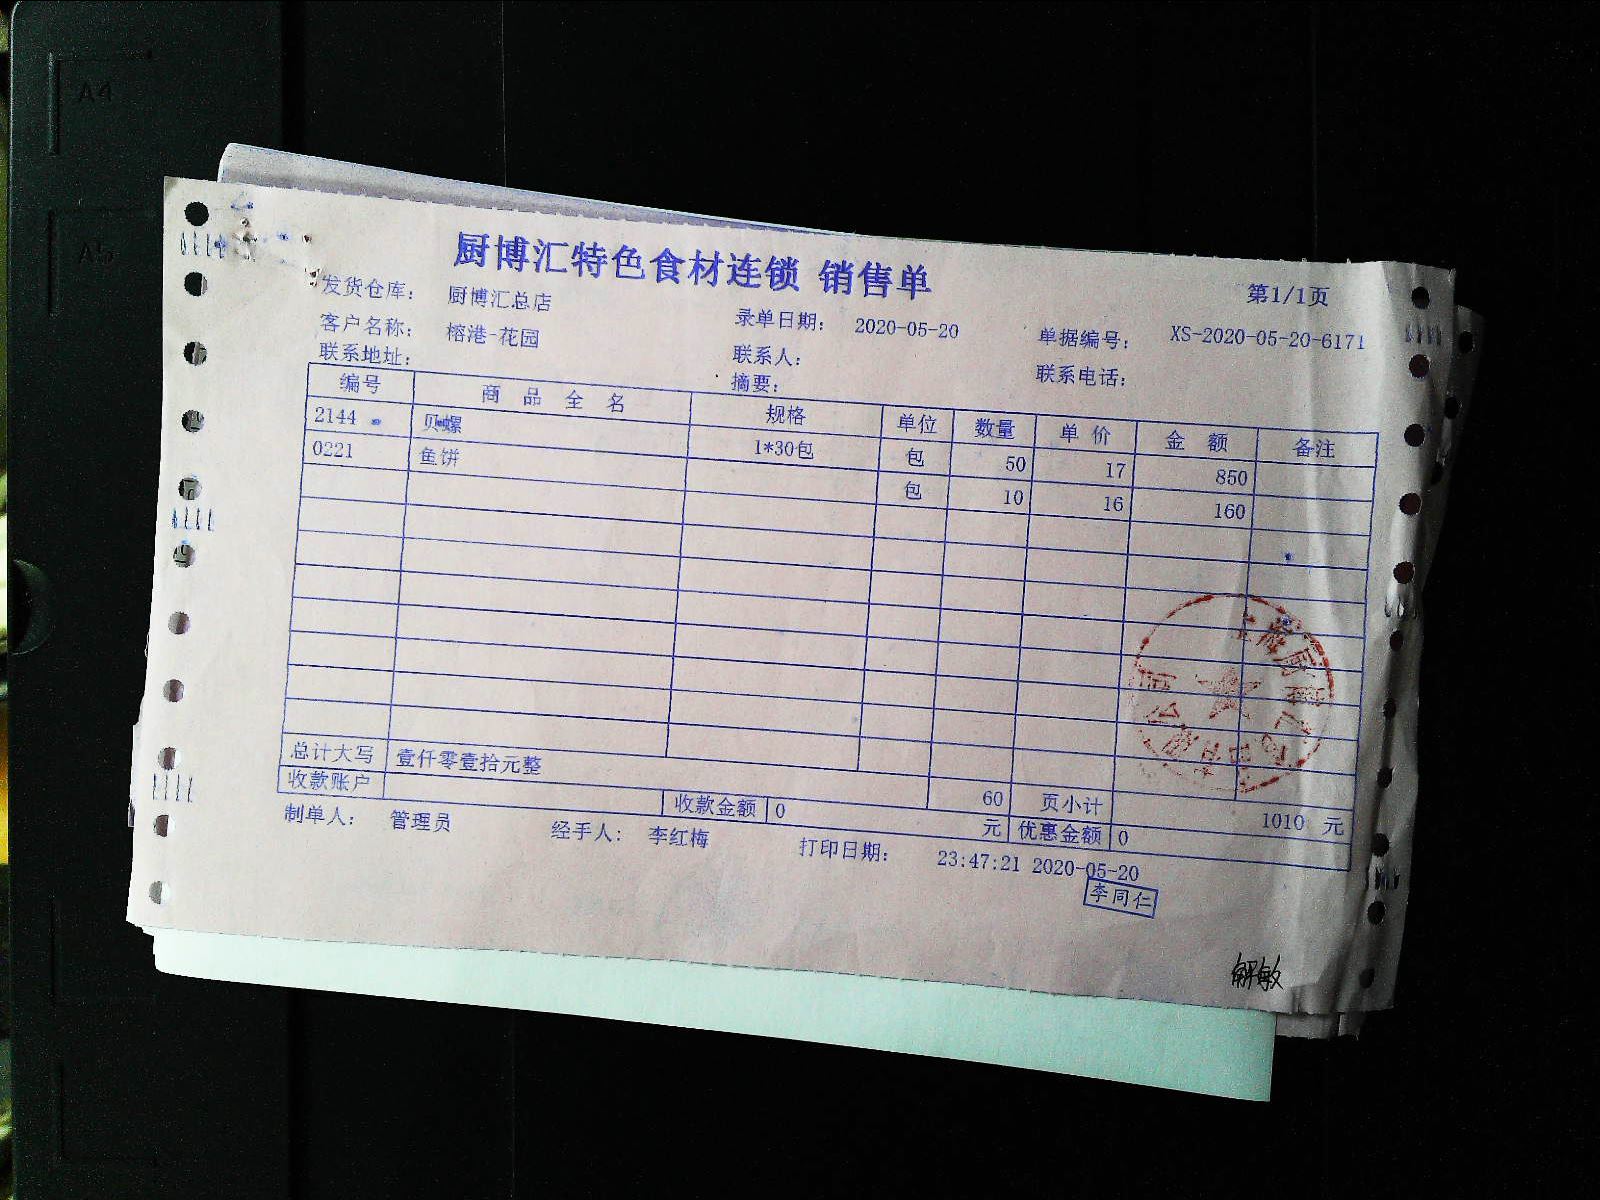 A4
A5
厨博汇特色食材连锁 销售单
第1/1页
发货仓库： 厨博汇总店 录单日期： 2020-05-20 单据编号： XS-2020-05-20-6171
客户名称： 榕港-花园 联系人： 联系电话：
联系地址： 摘要：
编号 商 品 全 名 规格 单位 数量 单 价 金 额 备注
2144 贝螺 1*30包 包 50 17 850
0221 鱼饼 包 10 16 160
总计大写 壹仟零壹拾元整 60 页小计 1010 元
收款账户 收款金额 0 元 优惠金额 0
制单人： 管理员 经手人： 李红梅 打印日期： 23:47:21 2020-05-20
李同仁
解敏